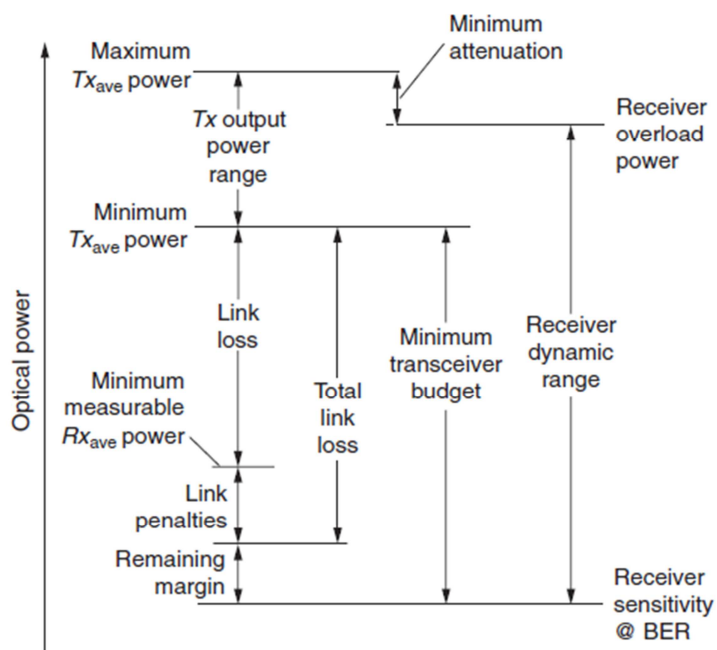 Minimum
attenuation
Maximum
Txave power
Receiver
overload
power
Tx output
power
range
Minimum
Txave power
Optical power
Link
loss
Minimum
transceiver
budget
Receiver
dynamic
range
Minimum
measurable
Rxave power
Total
link
loss
Link
penalties
Remaining
margin
Receiver
sensitivity
@ BER